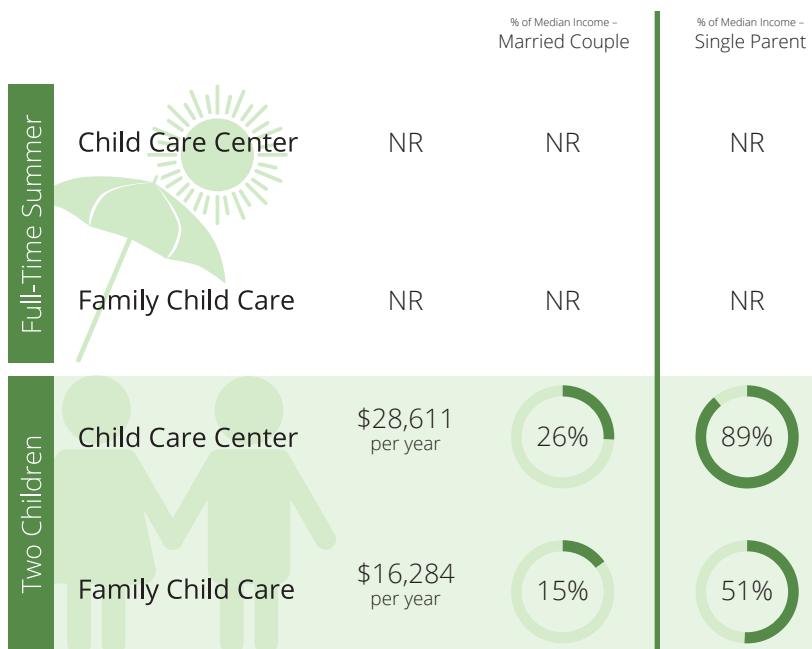 % of Median Income –
Married Couple
% of Median Income –
Single Parent
Full-Time Summer
Child Care Center
NR
NR
NR
Family Child Care
NR
NR
NR
Two Children
Child Care Center
$28,611
per year
26%
89%
Family Child Care
$16,284
per year
15%
51%